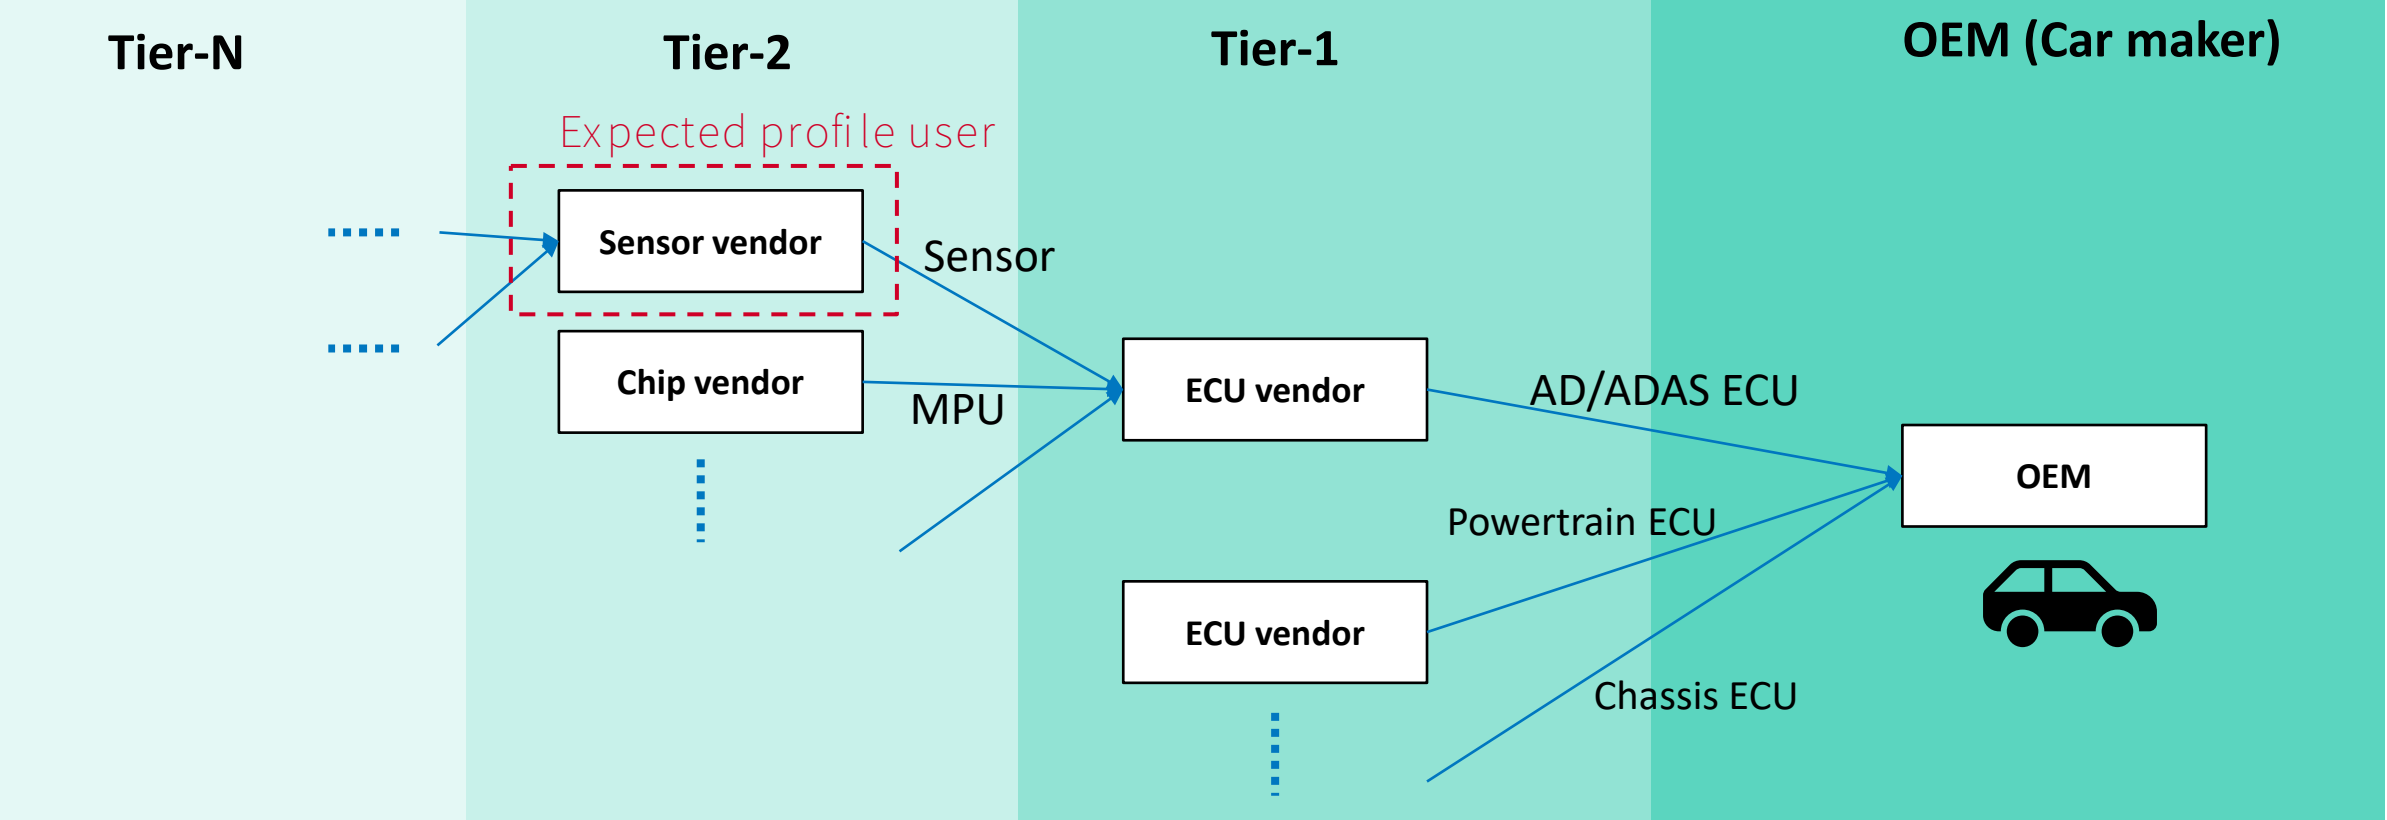 Tier-N
Tier-2
Tier-1
OEM (Car maker)
Expected profile user
Sensor vendor
Sensor
Chip vendor
MPU
ECU vendor
AD/ADAS ECU
OEM
Powertrain ECU
ECU vendor
Chassis ECU